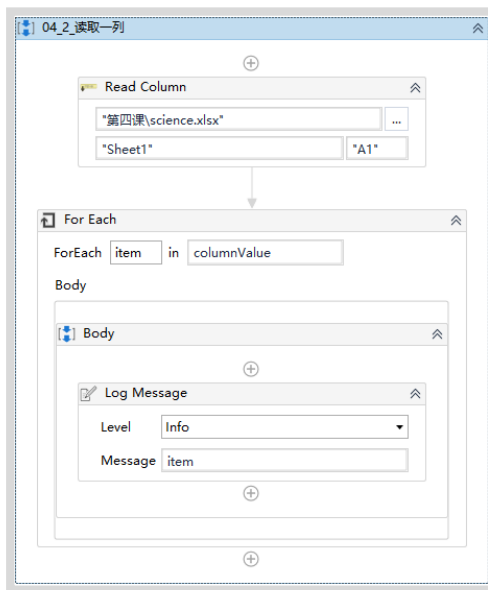 04_2_读取一列
Read Column
"第四课\science.xlsx"
...
"Sheet1" "A1"
For Each
ForEach item in columnValue
Body
Body
Log Message
Level Info
Message item